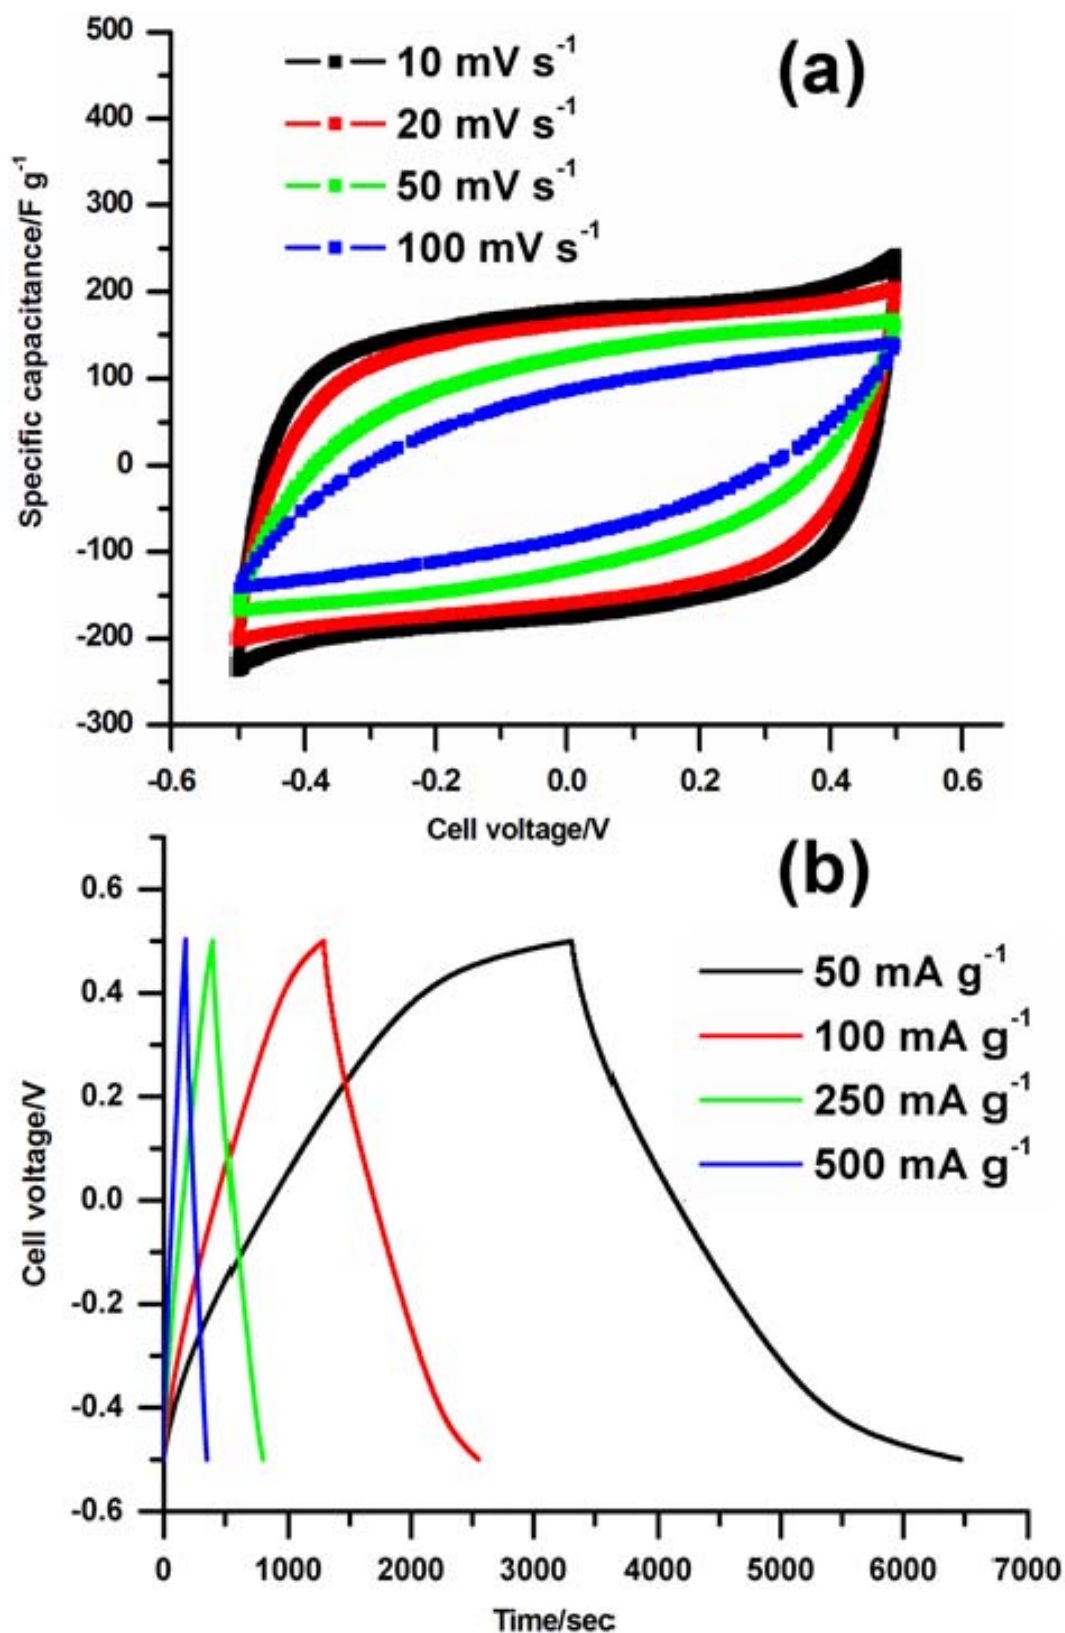 (a)
10 mV s⁻¹
20 mV s⁻¹
50 mV s⁻¹
100 mV s⁻¹
Specific capacitance/F g⁻¹
500
400
300
200
100
0
-100
-200
-300
-0.6 -0.4 -0.2 0.0 0.2 0.4 0.6
Cell voltage/V
(b)
50 mA g⁻¹
100 mA g⁻¹
250 mA g⁻¹
500 mA g⁻¹
Cell voltage/V
0.6
0.4
0.2
0.0
-0.2
-0.4
-0.6
0 1000 2000 3000 4000 5000 6000 7000
Time/sec